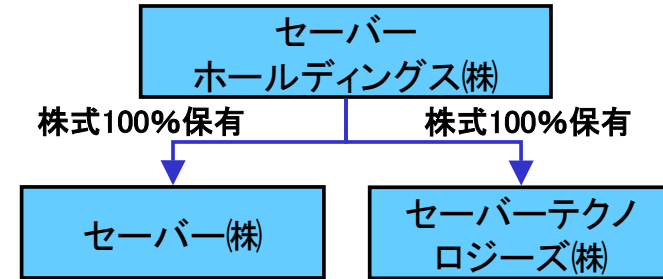 セーバー
ホールディングス㈱
株式100%保有
株式100%保有
セーバー㈱
セーバーテクノ
ロジーズ㈱